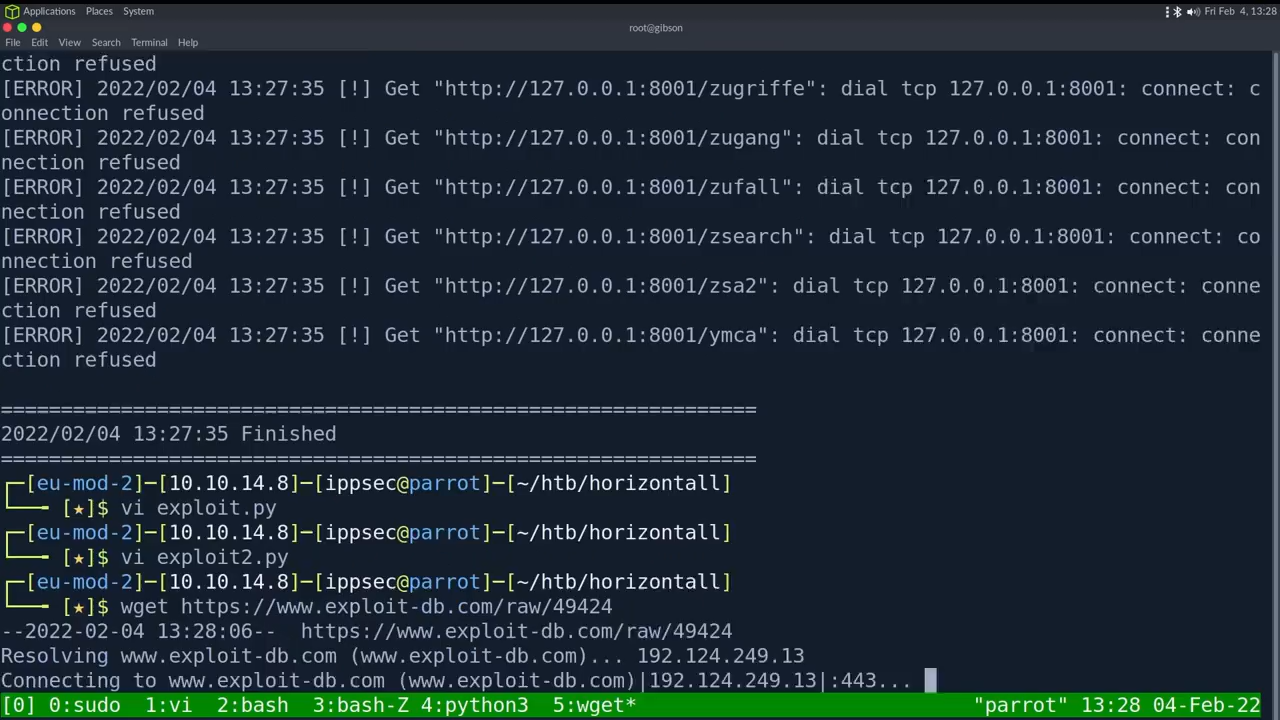 Applications Places System Fri Feb 4, 13:28
root@gibson
File Edit View Search Terminal Help
ction refused
[ERROR] 2022/02/04 13:27:35 [!] Get "http://127.0.0.1:8001/zugriffe": dial tcp 127.0.0.1:8001: connect: c
onnection refused
[ERROR] 2022/02/04 13:27:35 [!] Get "http://127.0.0.1:8001/zugang": dial tcp 127.0.0.1:8001: connect: con
nection refused
[ERROR] 2022/02/04 13:27:35 [!] Get "http://127.0.0.1:8001/zufall": dial tcp 127.0.0.1:8001: connect: con
nection refused
[ERROR] 2022/02/04 13:27:35 [!] Get "http://127.0.0.1:8001/zsearch": dial tcp 127.0.0.1:8001: connect: co
nnection refused
[ERROR] 2022/02/04 13:27:35 [!] Get "http://127.0.0.1:8001/zsa2": dial tcp 127.0.0.1:8001: connect: conne
ction refused
[ERROR] 2022/02/04 13:27:35 [!] Get "http://127.0.0.1:8001/ymca": dial tcp 127.0.0.1:8001: connect: conne
ction refused
===============================================================
2022/02/04 13:27:35 Finished
===============================================================
┌─[eu-mod-2]─[10.10.14.8]─[ippsec@parrot]─[~/htb/horizontall]
└──╼ [★]$ vi exploit.py
┌─[eu-mod-2]─[10.10.14.8]─[ippsec@parrot]─[~/htb/horizontall]
└──╼ [★]$ vi exploit2.py
┌─[eu-mod-2]─[10.10.14.8]─[ippsec@parrot]─[~/htb/horizontall]
└──╼ [★]$ wget https://www.exploit-db.com/raw/49424
--2022-02-04 13:28:06--  https://www.exploit-db.com/raw/49424
Resolving www.exploit-db.com (www.exploit-db.com)... 192.124.249.13
Connecting to www.exploit-db.com (www.exploit-db.com)|192.124.249.13|:443...
[0] 0:sudo  1:vi  2:bash  3:bash-Z 4:python3  5:wget* "parrot" 13:28 04-Feb-22